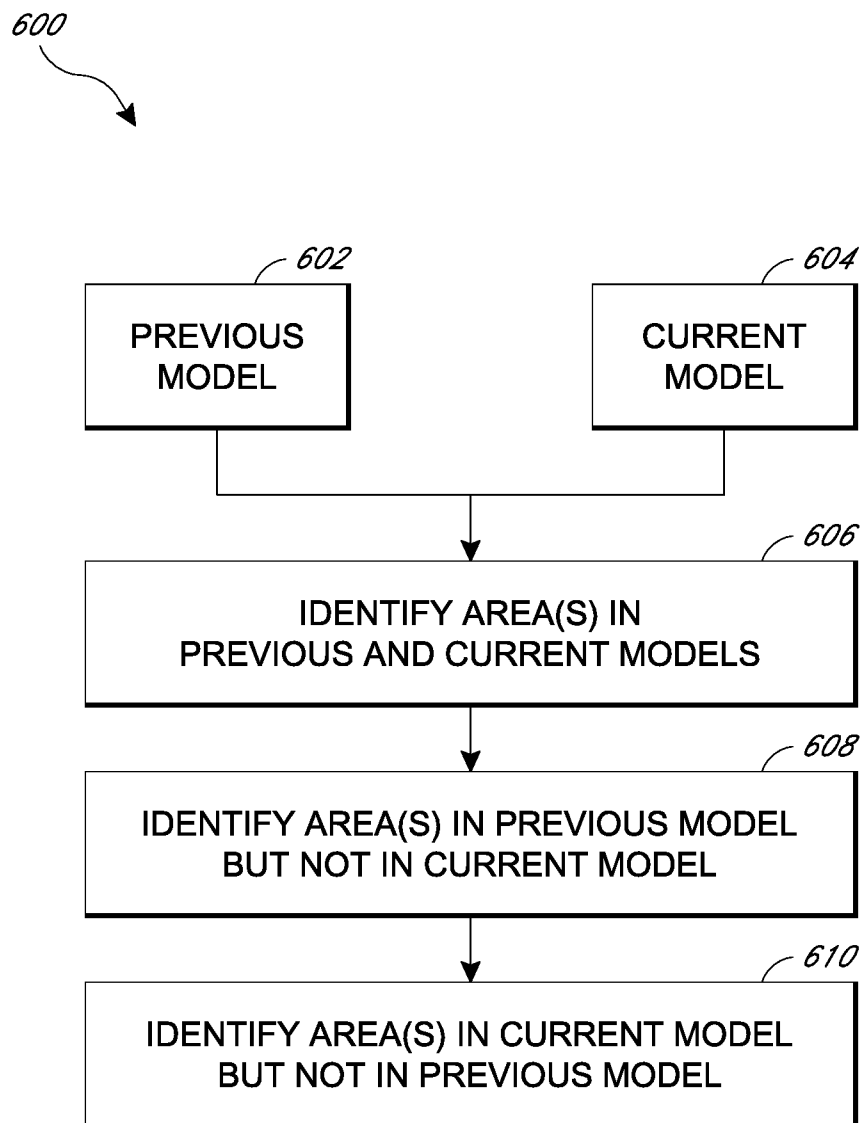 600
602
604
PREVIOUS
MODEL
CURRENT
MODEL
606
IDENTIFY AREA(S) IN
PREVIOUS AND CURRENT MODELS
608
IDENTIFY AREA(S) IN PREVIOUS MODEL
BUT NOT IN CURRENT MODEL
610
IDENTIFY AREA(S) IN CURRENT MODEL
BUT NOT IN PREVIOUS MODEL